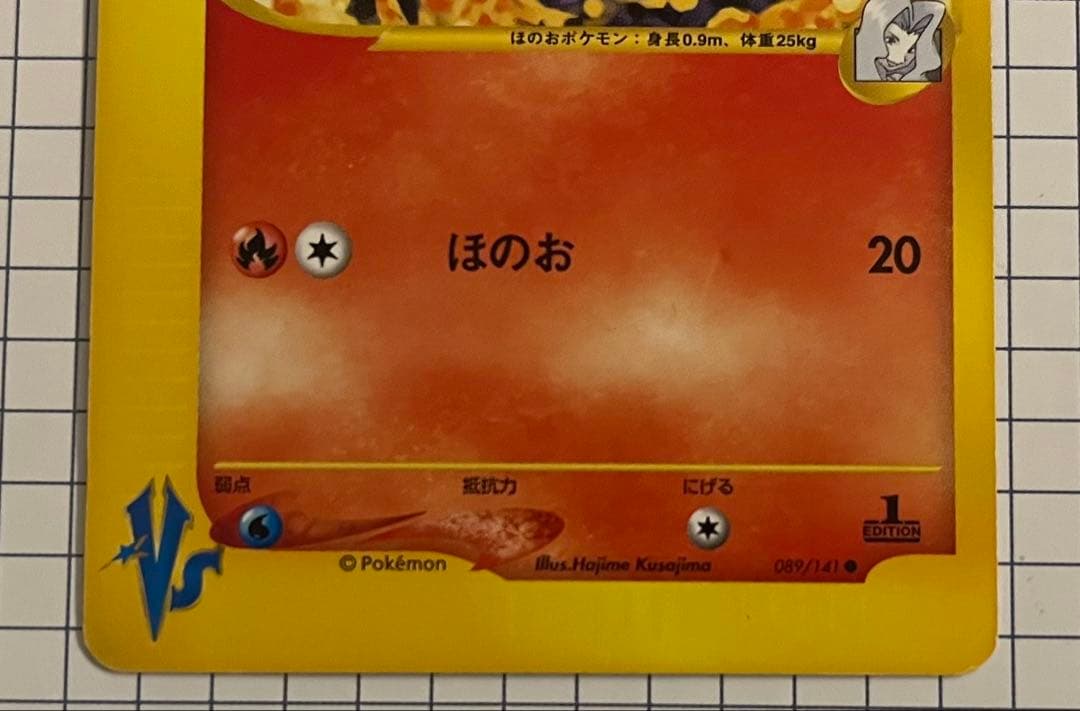 ほのおポケモン：身長0.9m、体重25kg
ほのお 20
弱点 抵抗力 にげる
1
EDITION
VS
© Pokémon Illus.Hajime Kusajima 089/141 ●